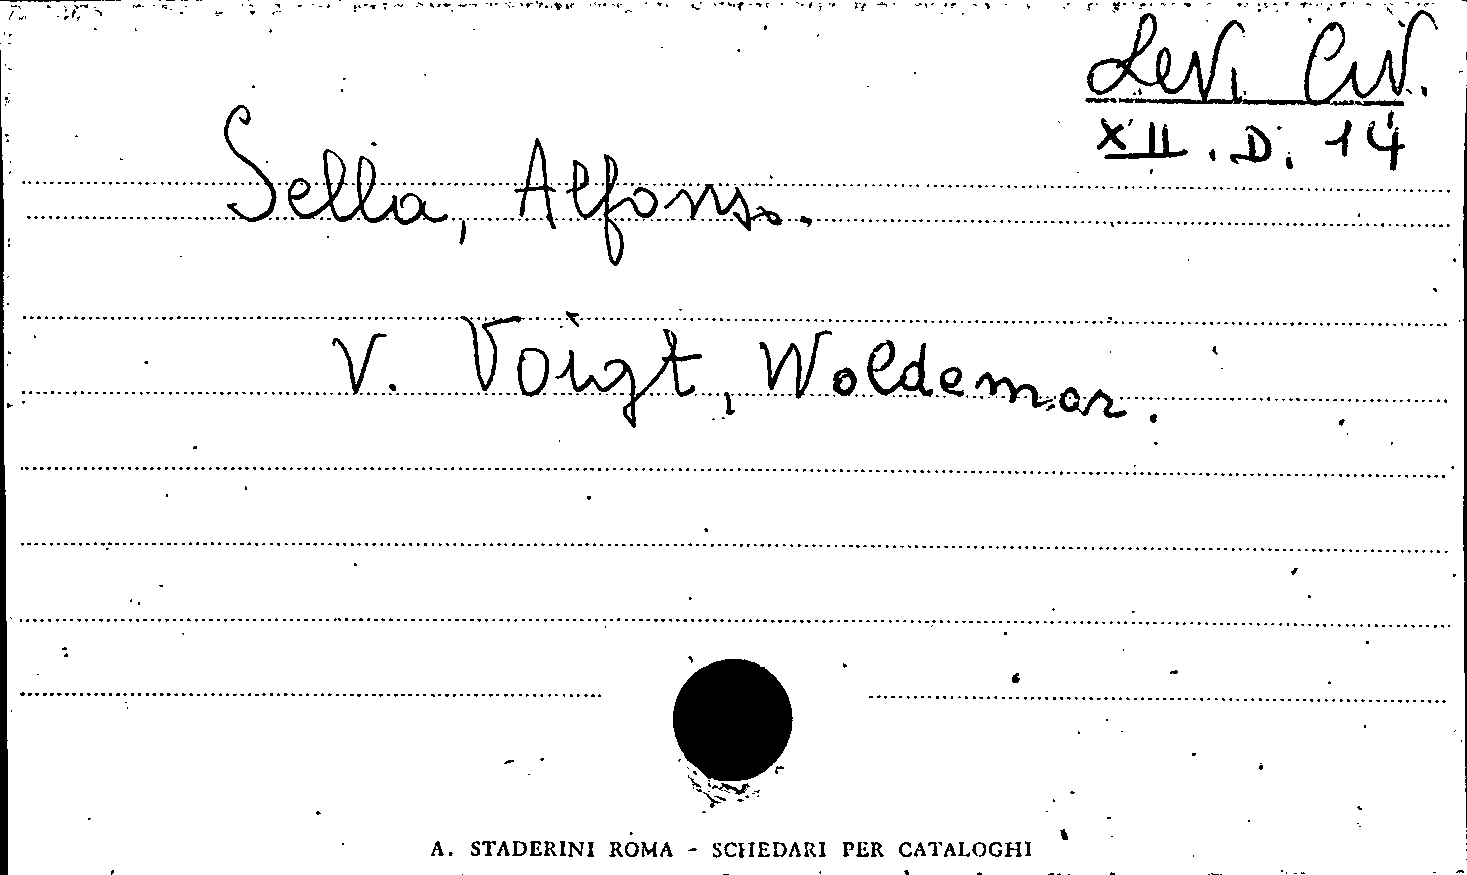 Levi Civ.
XII. D. 14
Sella, Alfonso.
V. Voigt, Woldemar.
A. STADERINI ROMA - SCHEDARI PER CATALOGHI